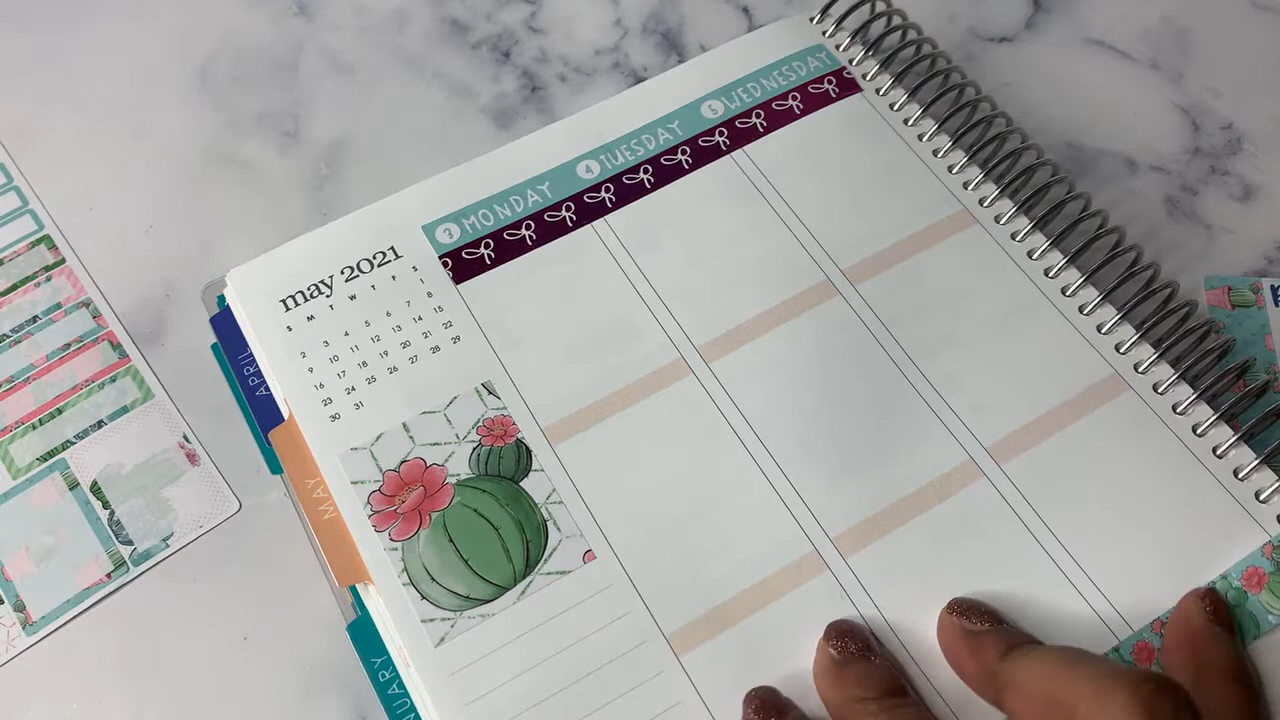 3 MONDAY 4 TUESDAY 5 WEDNESDAY
may 2021
S M T W T F S
1
2 3 4 5 6 7 8
9 10 11 12 13 14 15
16 17 18 19 20 21 22
23 24 25 26 27 28 29
30 31
APRIL
MAY
NUARY